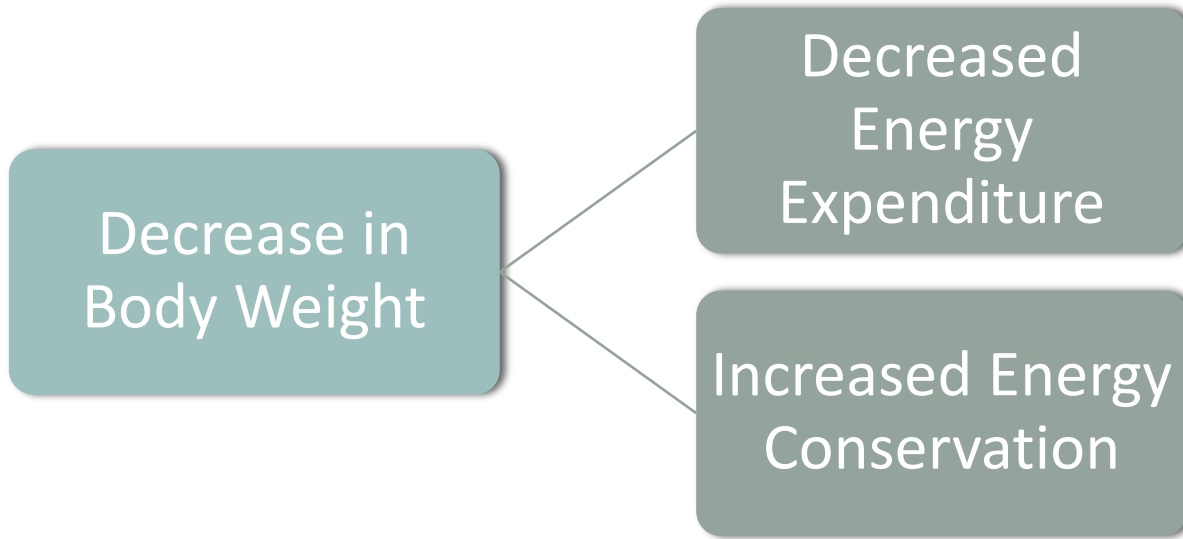 Decrease in
Body Weight
Decreased
Energy
Expenditure
Increased Energy
Conservation